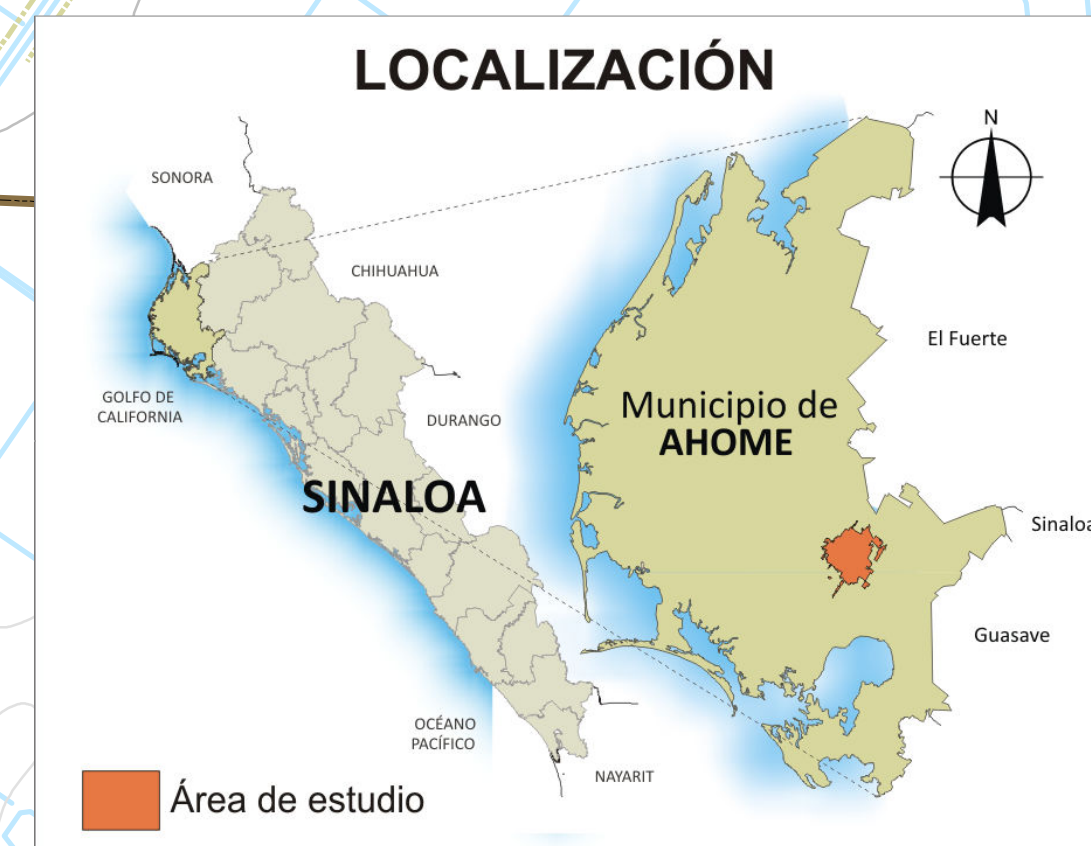 LOCALIZACIÓN
N
SONORA
CHIHUAHUA
GOLFO DE
CALIFORNIA
DURANGO
SINALOA
OCÉANO
PACÍFICO
NAYARIT
Municipio de
AHOME
El Fuerte
Sinaloa
Guasave
Área de estudio